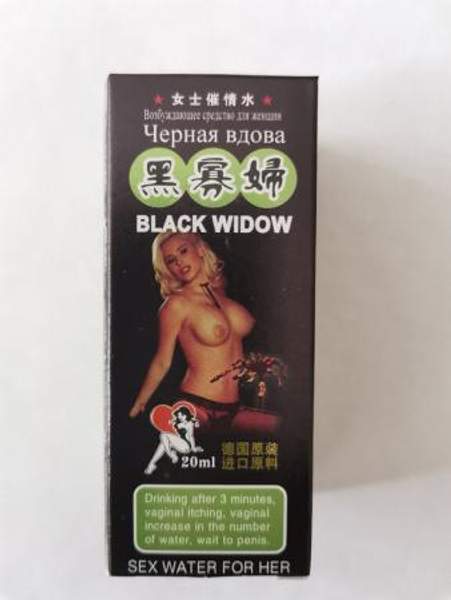 ★ 女士催情水 ★
Возбуждающее средство для женщин
Черная вдова
黑寡婦
BLACK WIDOW
德国原装
20ml 进口原料
Drinking after 3 minutes,
vaginal itching, vaginal
increase in the number
of water, wait to penis.
SEX WATER FOR HER